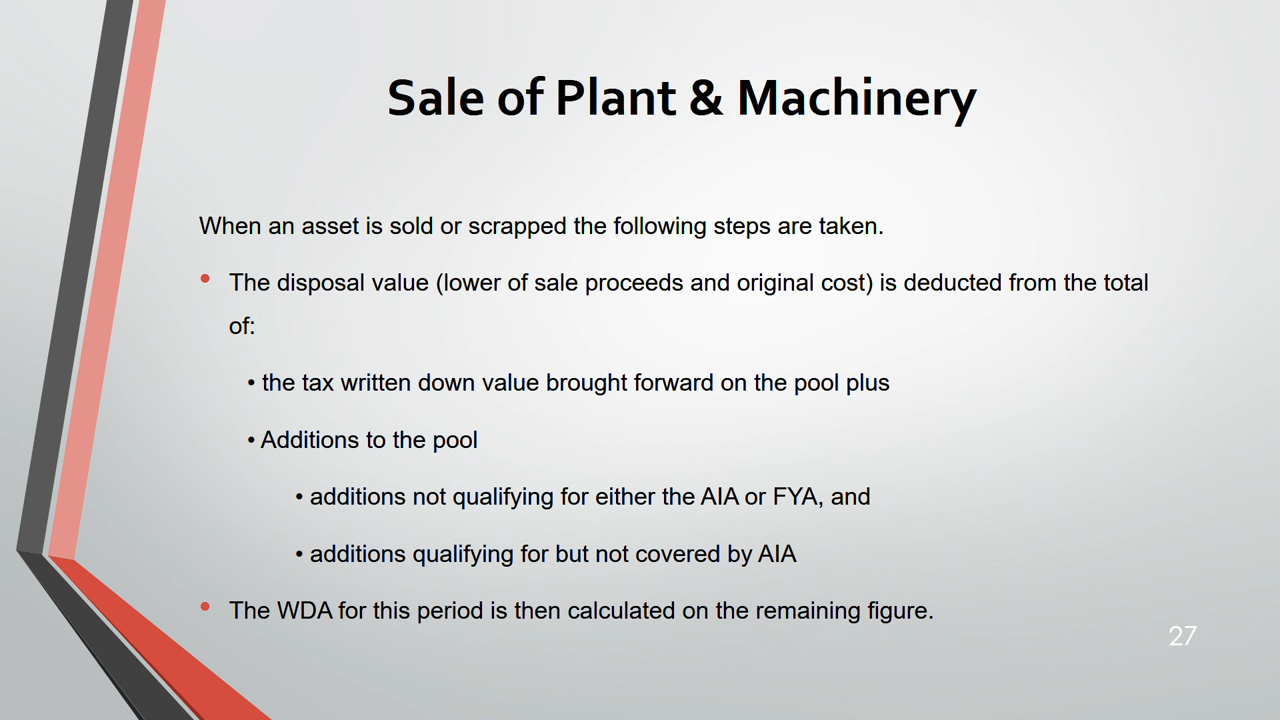 Sale of Plant & Machinery
When an asset is sold or scrapped the following steps are taken.
• The disposal value (lower of sale proceeds and original cost) is deducted from the total
of:
• the tax written down value brought forward on the pool plus
• Additions to the pool
• additions not qualifying for either the AIA or FYA, and
• additions qualifying for but not covered by AIA
• The WDA for this period is then calculated on the remaining figure.
27